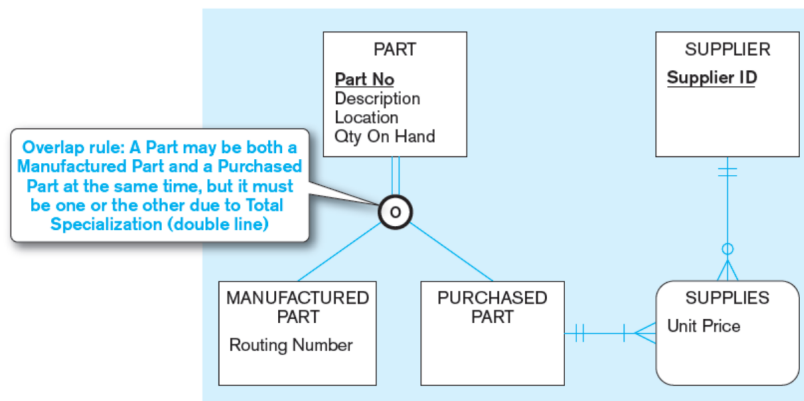 PART
Part No
Description
Location
Qty On Hand
SUPPLIER
Supplier ID
Overlap rule: A Part may be both a
Manufactured Part and a Purchased
Part at the same time, but it must
be one or the other due to Total
Specialization (double line)
O
MANUFACTURED
PART
Routing Number
PURCHASED
PART
SUPPLIES
Unit Price